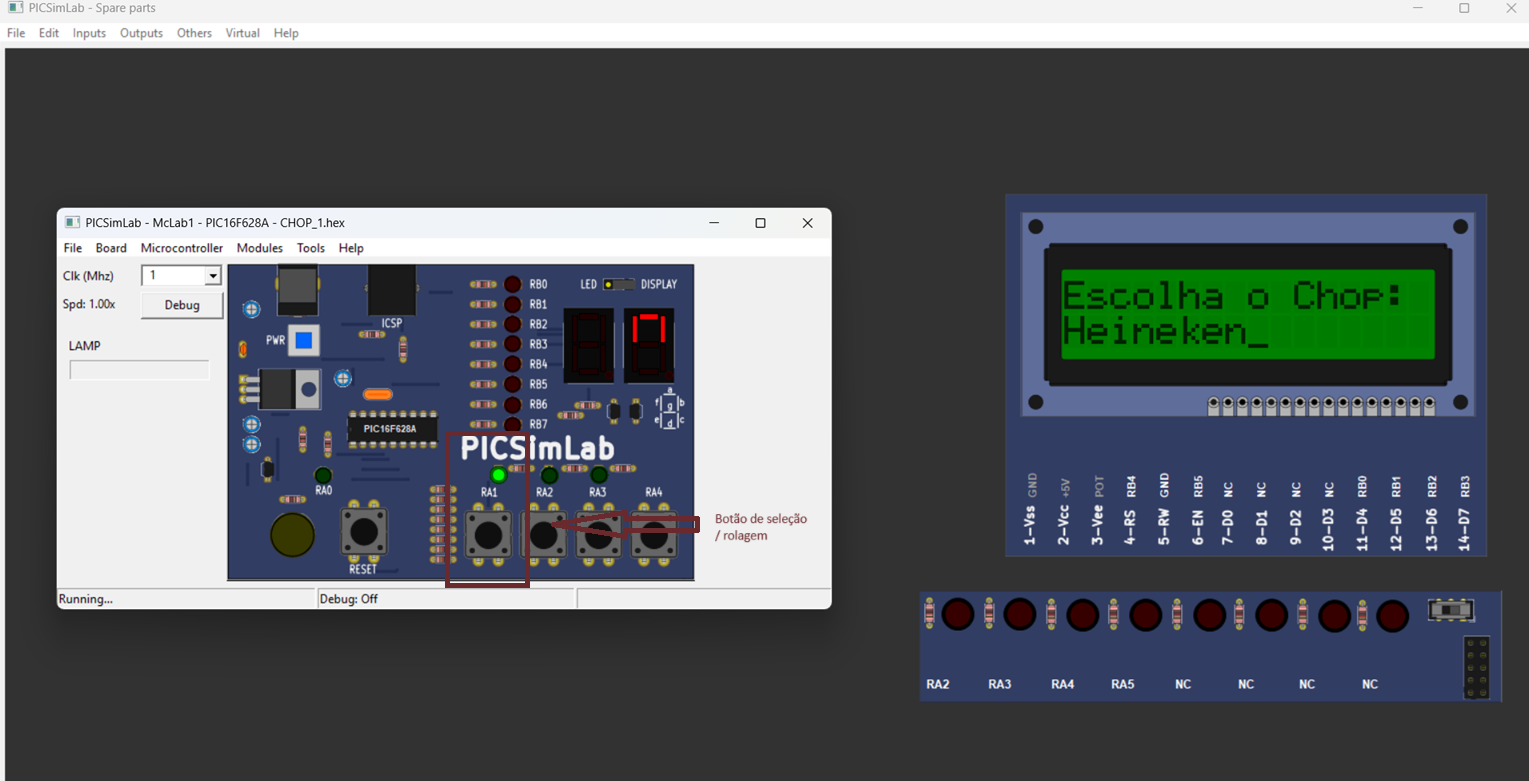 PICSimLab - Spare parts
File Edit Inputs Outputs Others Virtual Help
PICSimLab - McLab1 - PIC16F628A - CHOP_1.hex
File Board Microcontroller Modules Tools Help
Clk (Mhz) 1
Spd: 1.00x Debug
LAMP
ICSP
PWR
PIC16F628A
RB0
RB1
RB2
RB3
RB4
RB5
RB6
RB7
LED DISPLAY
a
f b
g
e c
d
PICSimLab
RA0
RA1 RA2 RA3 RA4
RESET
Botão de seleção
/ rolagem
Running... Debug: Off
Escolha o Chop:
Heineken_
1-Vss GND
2-Vcc +5V
3-Vee POT
4-RS RB4
5-RW GND
6-EN RB5
7-D0 NC
8-D1 NC
9-D2 NC
10-D3 NC
11-D4 RB0
12-D5 RB1
13-D6 RB2
14-D7 RB3
RA2 RA3 RA4 RA5 NC NC NC NC